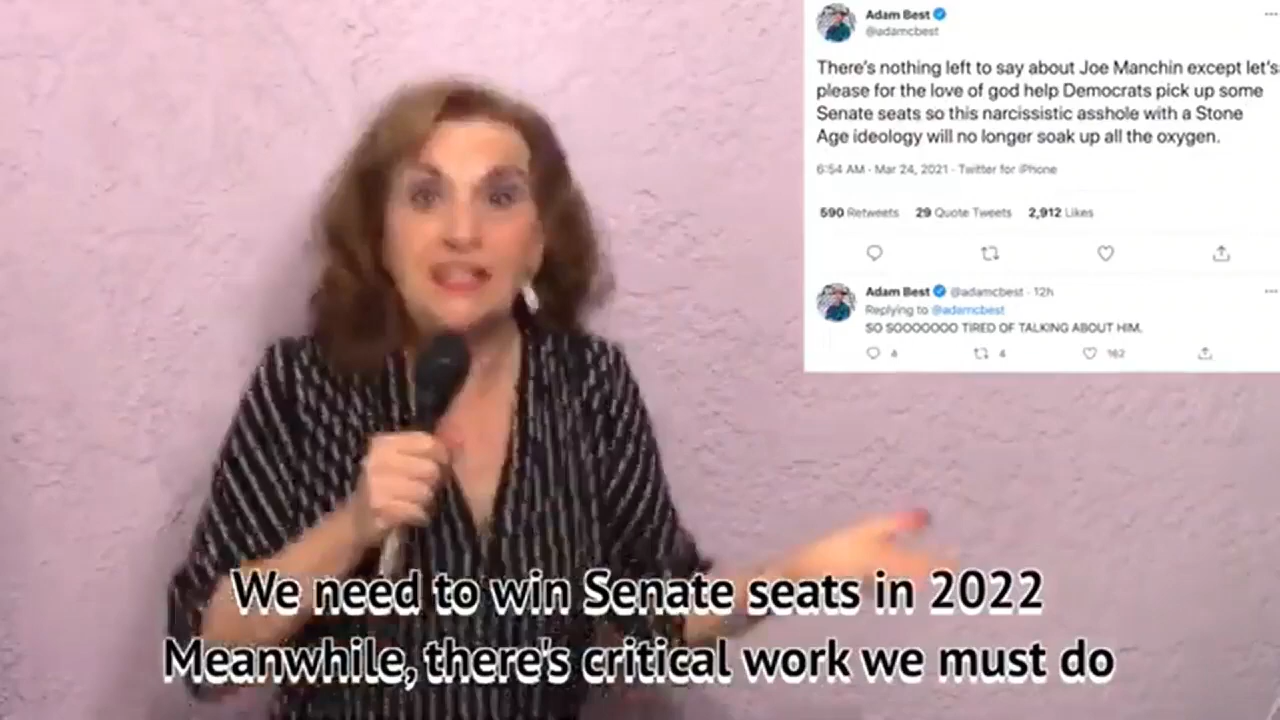 Adam Best
@adamcbest
There's nothing left to say about Joe Manchin except let's
please for the love of god help Democrats pick up some
Senate seats so this narcissistic asshole with a Stone
Age ideology will no longer soak up all the oxygen.
6:54 AM · Mar 24, 2021 · Twitter for iPhone
590 Retweets 29 Quote Tweets 2,912 Likes
Adam Best @adamcbest · 12h
Replying to @adamcbest
SO SOOOOOOO TIRED OF TALKING ABOUT HIM.
4 4 162
We need to win Senate seats in 2022
Meanwhile, there's critical work we must do